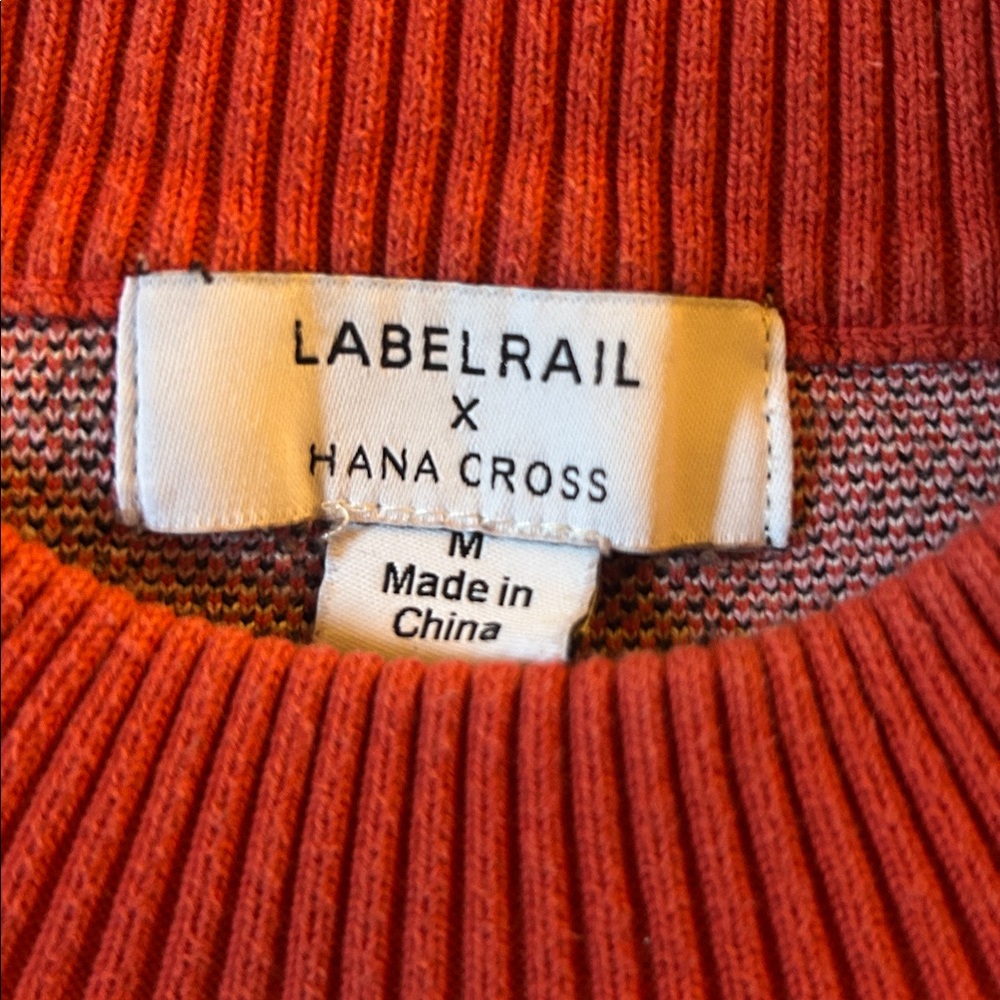 LABELRAIL
X
HANA CROSS
M
Made in
China